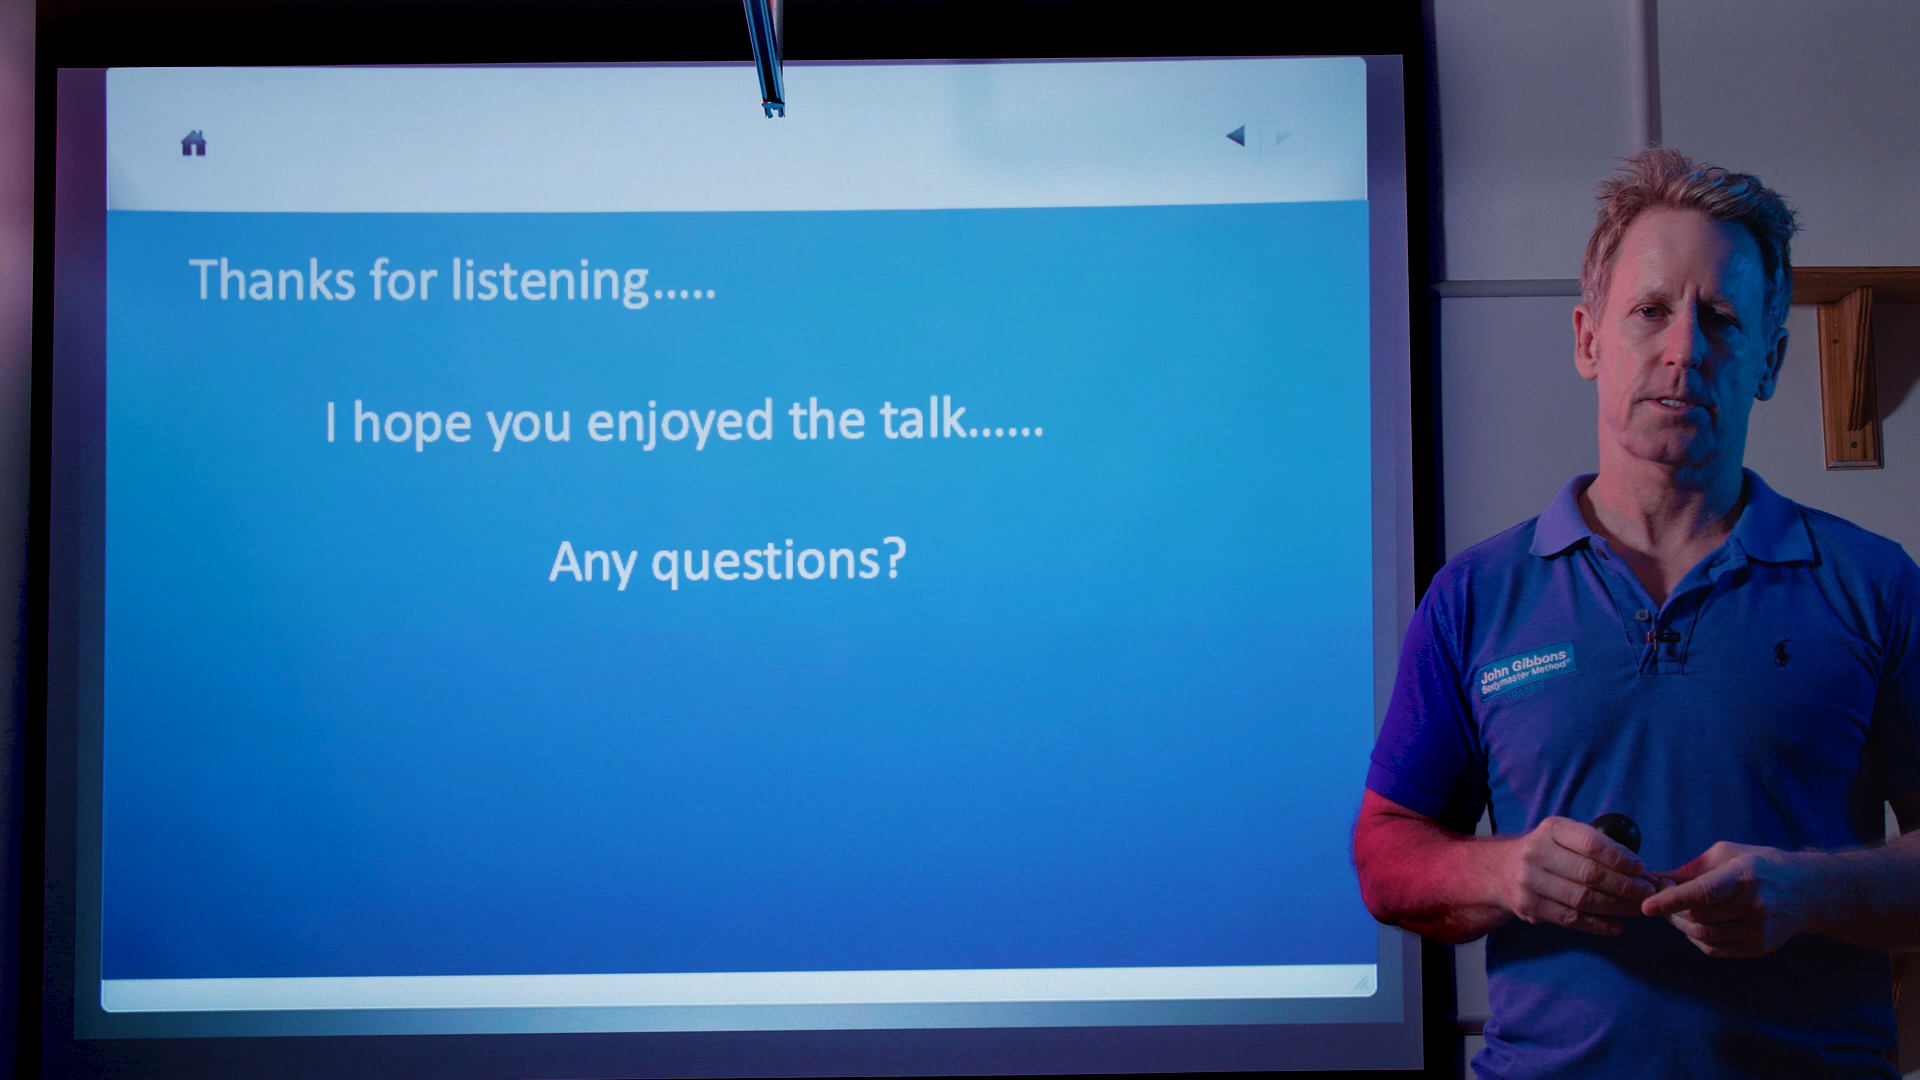 Thanks for listening.....
I hope you enjoyed the talk......
Any questions?
John Gibbons
Bodymaster Method®